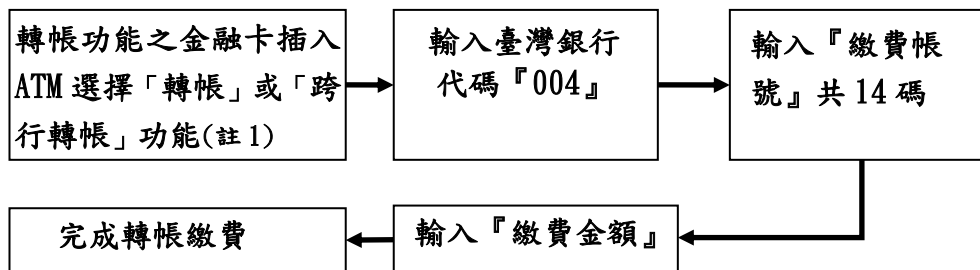 轉帳功能之金融卡插入
ATM 選擇「轉帳」或「跨
行轉帳」功能(註 1)
輸入臺灣銀行
代碼『004』
輸入『繳費帳
號』共 14 碼
輸入『繳費金額』
完成轉帳繳費